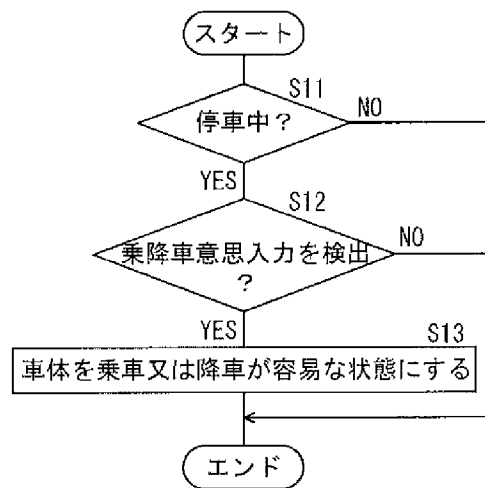 スタート
S11
停車中？
NO
YES
S12
乗降車意思入力を検出
？
NO
YES
S13
車体を乗車又は降車が容易な状態にする
エンド